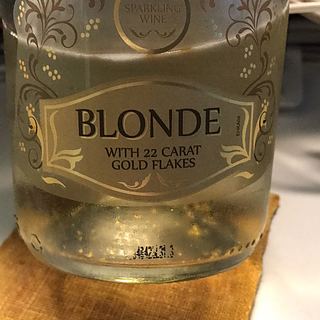 SPARKLING
WINE
BLONDE
WITH 22 CARAT
GOLD FLAKES